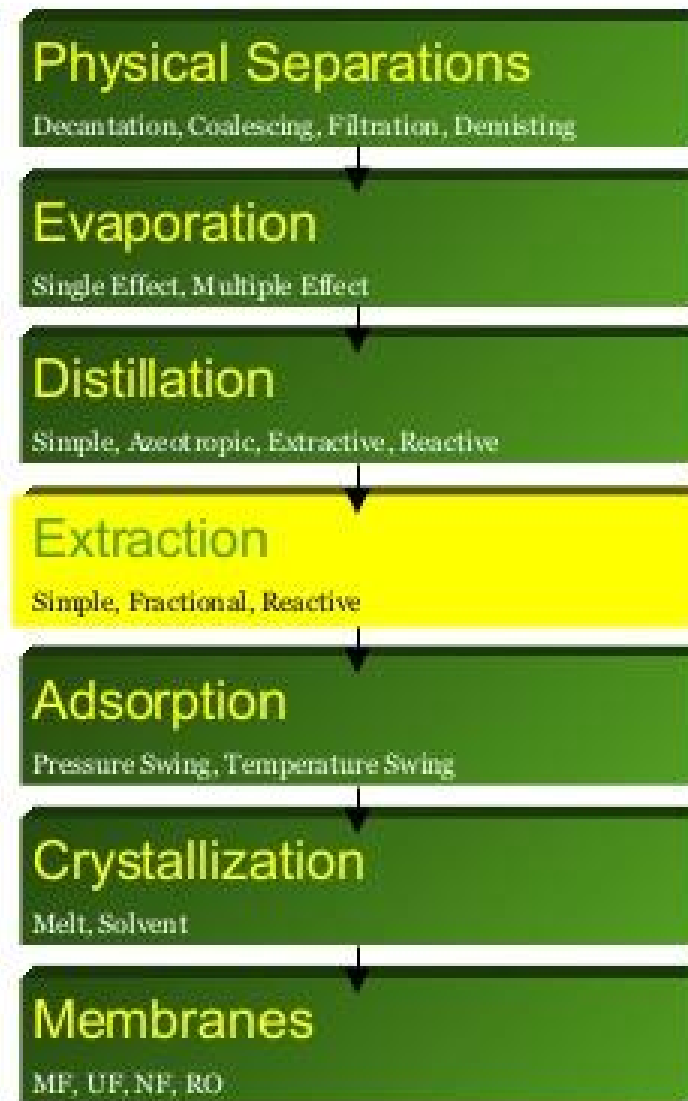 Physical Separations
Decantation, Coalescing, Filtration, Demisting
Evaporation
Single Effect, Multiple Effect
Distillation
Simple, Azeotropic, Extractive, Reactive
Extraction
Simple, Fractional, Reactive
Adsorption
Pressure Swing, Temperature Swing
Crystallization
Melt, Solvent
Membranes
MF, UF, NF, RO